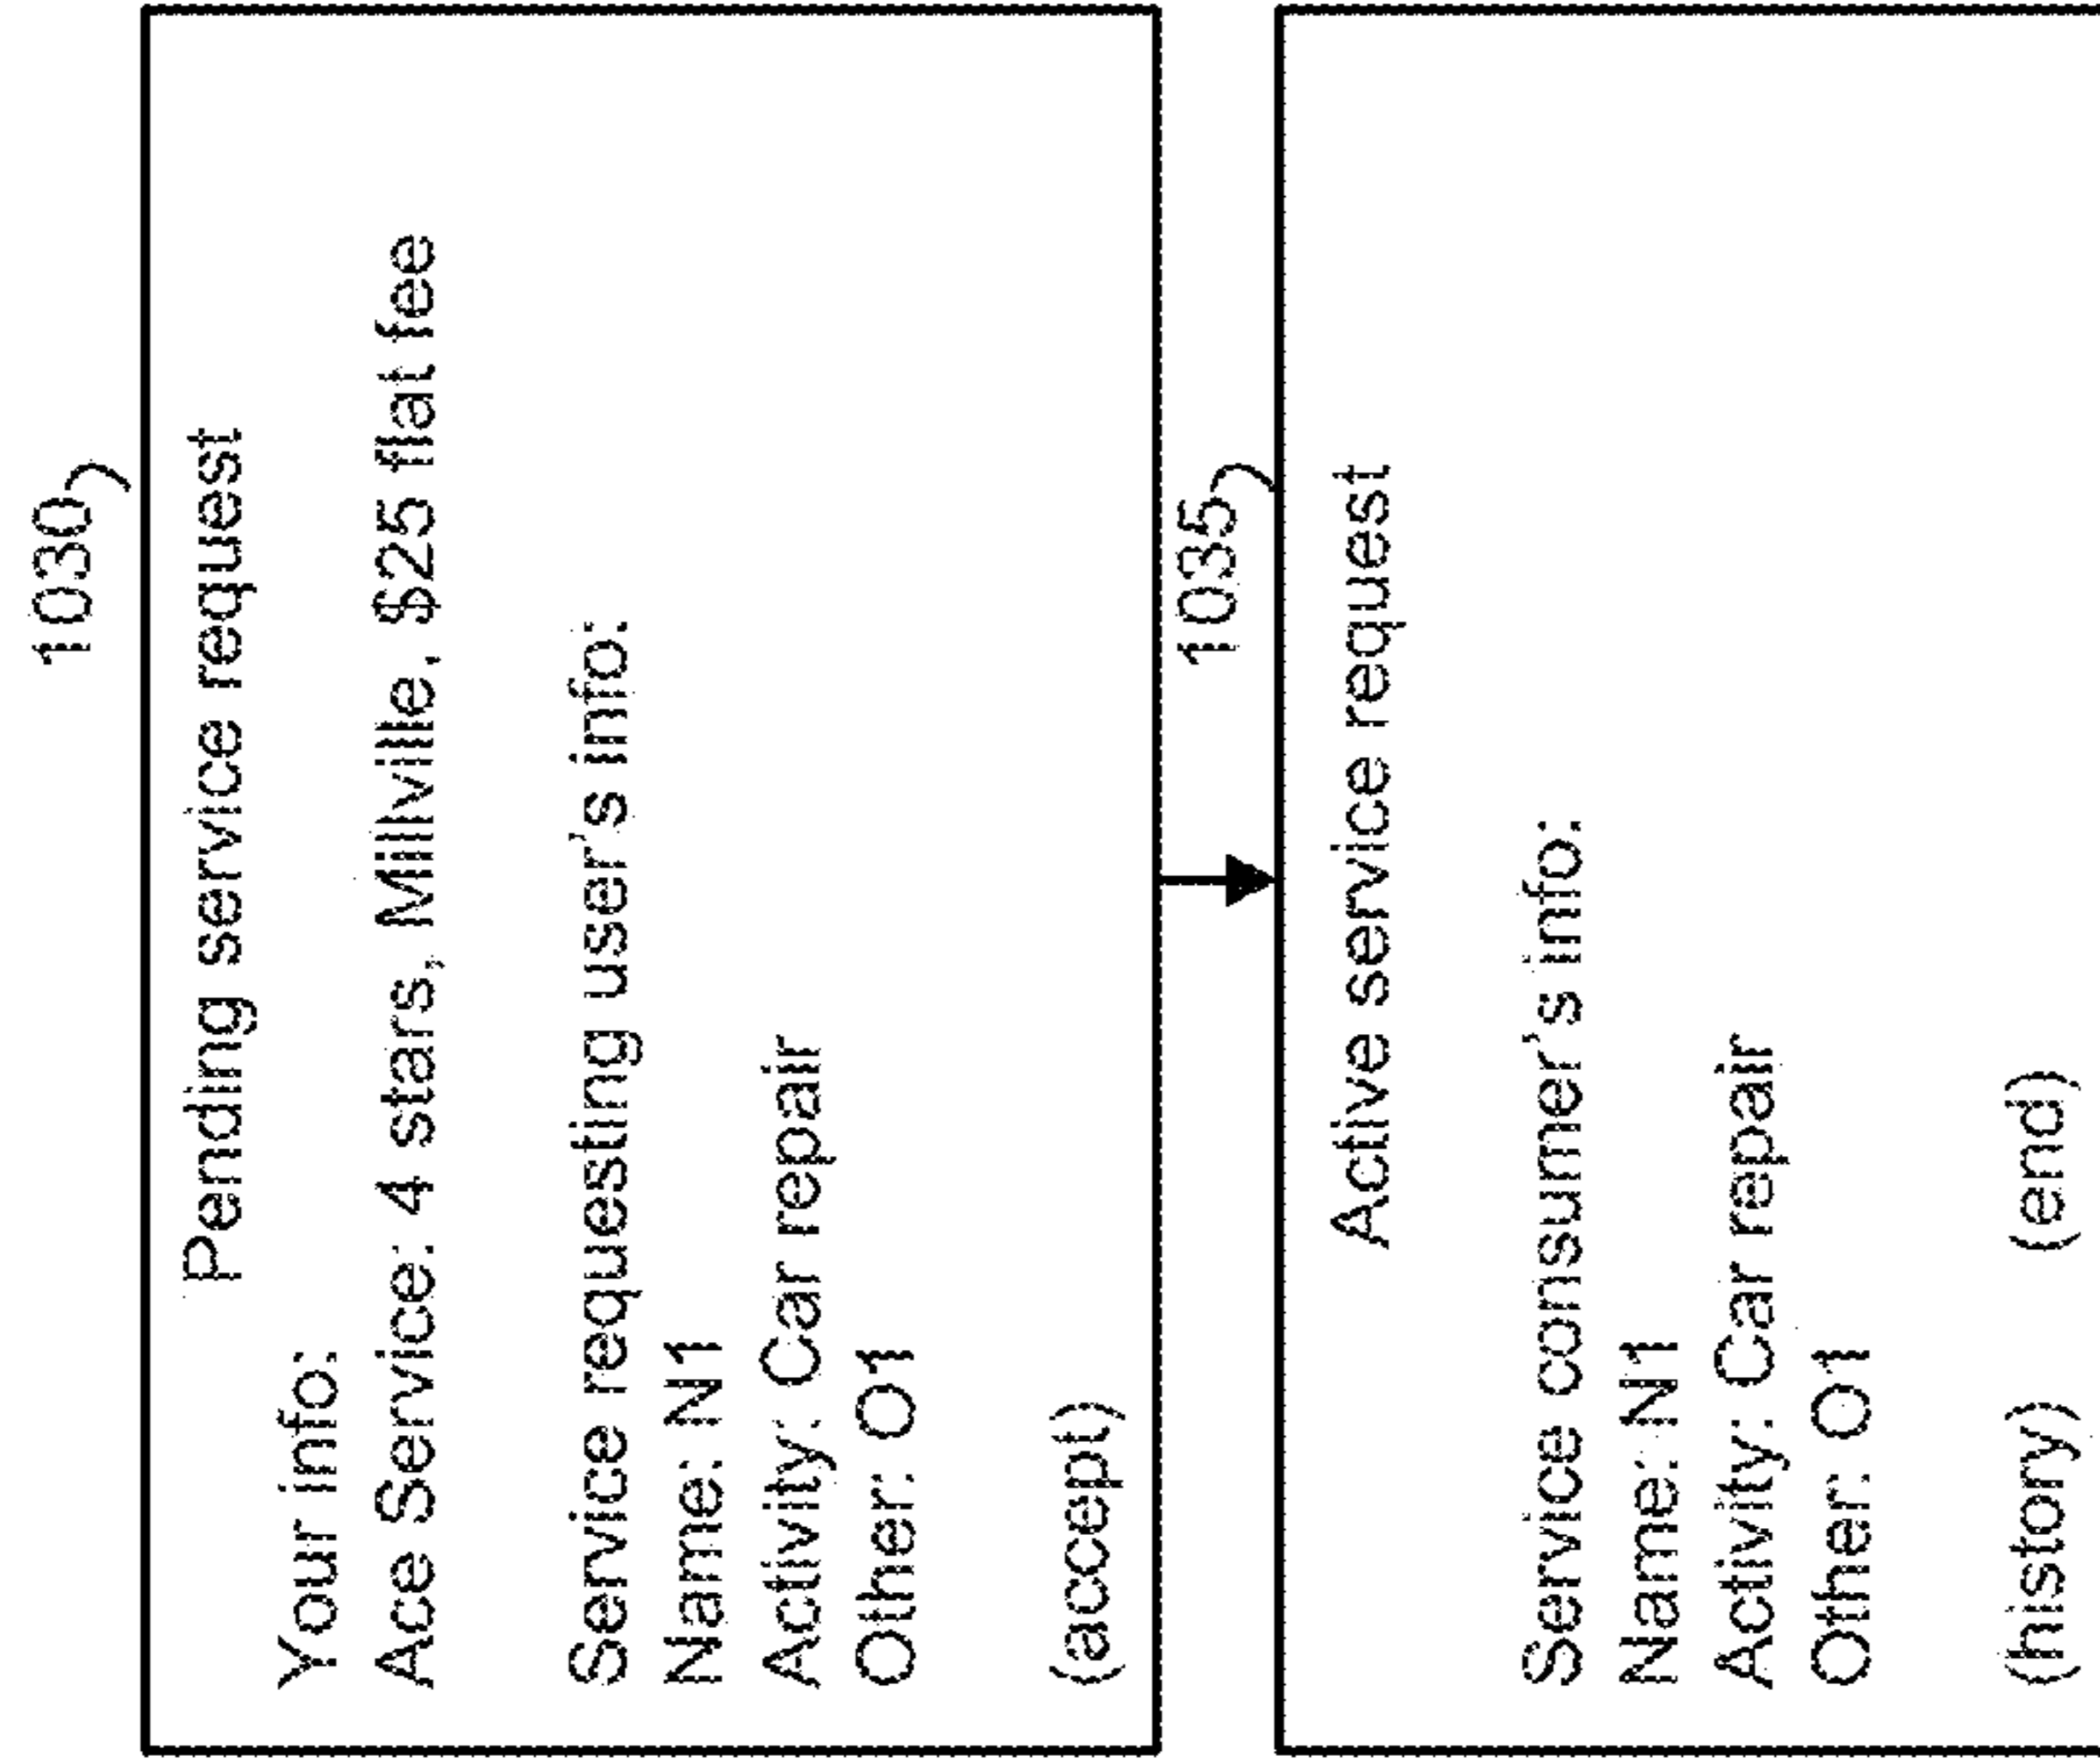 1030
Pending service request
Your info:
Ace Service: 4 stars, Millville, $25 flat fee
Service requesting user's info:
Name: N1
Activity: Car repair
Other: O1
(accept)
1035
Active service request
Service consumer's info:
Name: N1
Activity: Car repair
Other: O1
(history) (end)